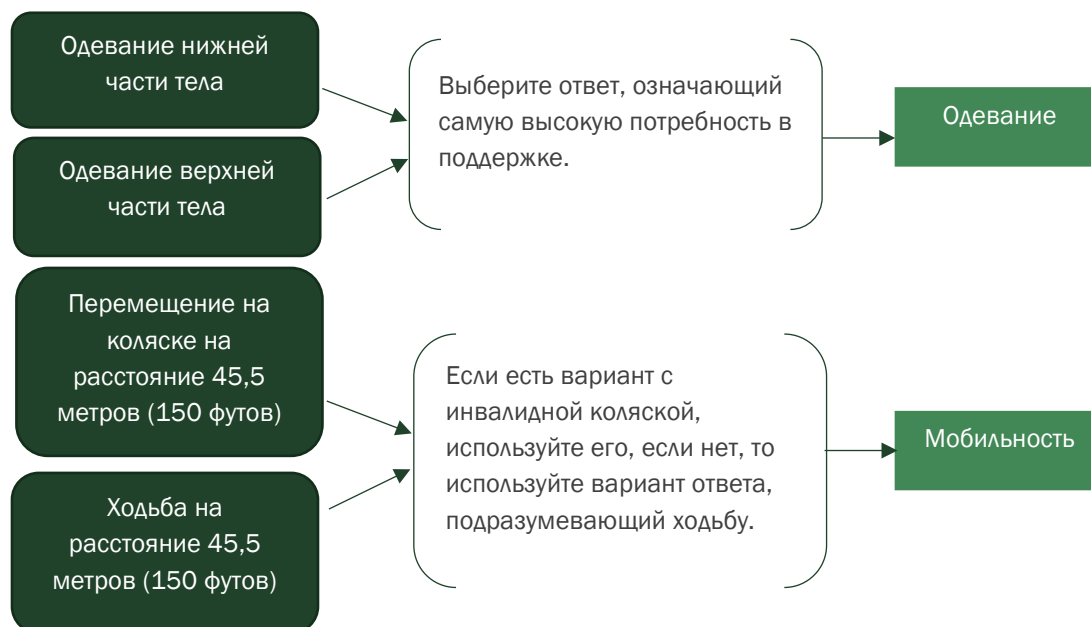 Одевание нижней
части тела
Выберите ответ, означающий
самую высокую потребность в
поддержке.
Одевание
Одевание верхней
части тела
Перемещение на
коляске на
расстояние 45,5
метров (150 футов)
Если есть вариант с
инвалидной коляской,
используйте его, если нет, то
используйте вариант ответа,
подразумевающий ходьбу.
Мобильность
Ходьба на
расстояние 45,5
метров (150 футов)